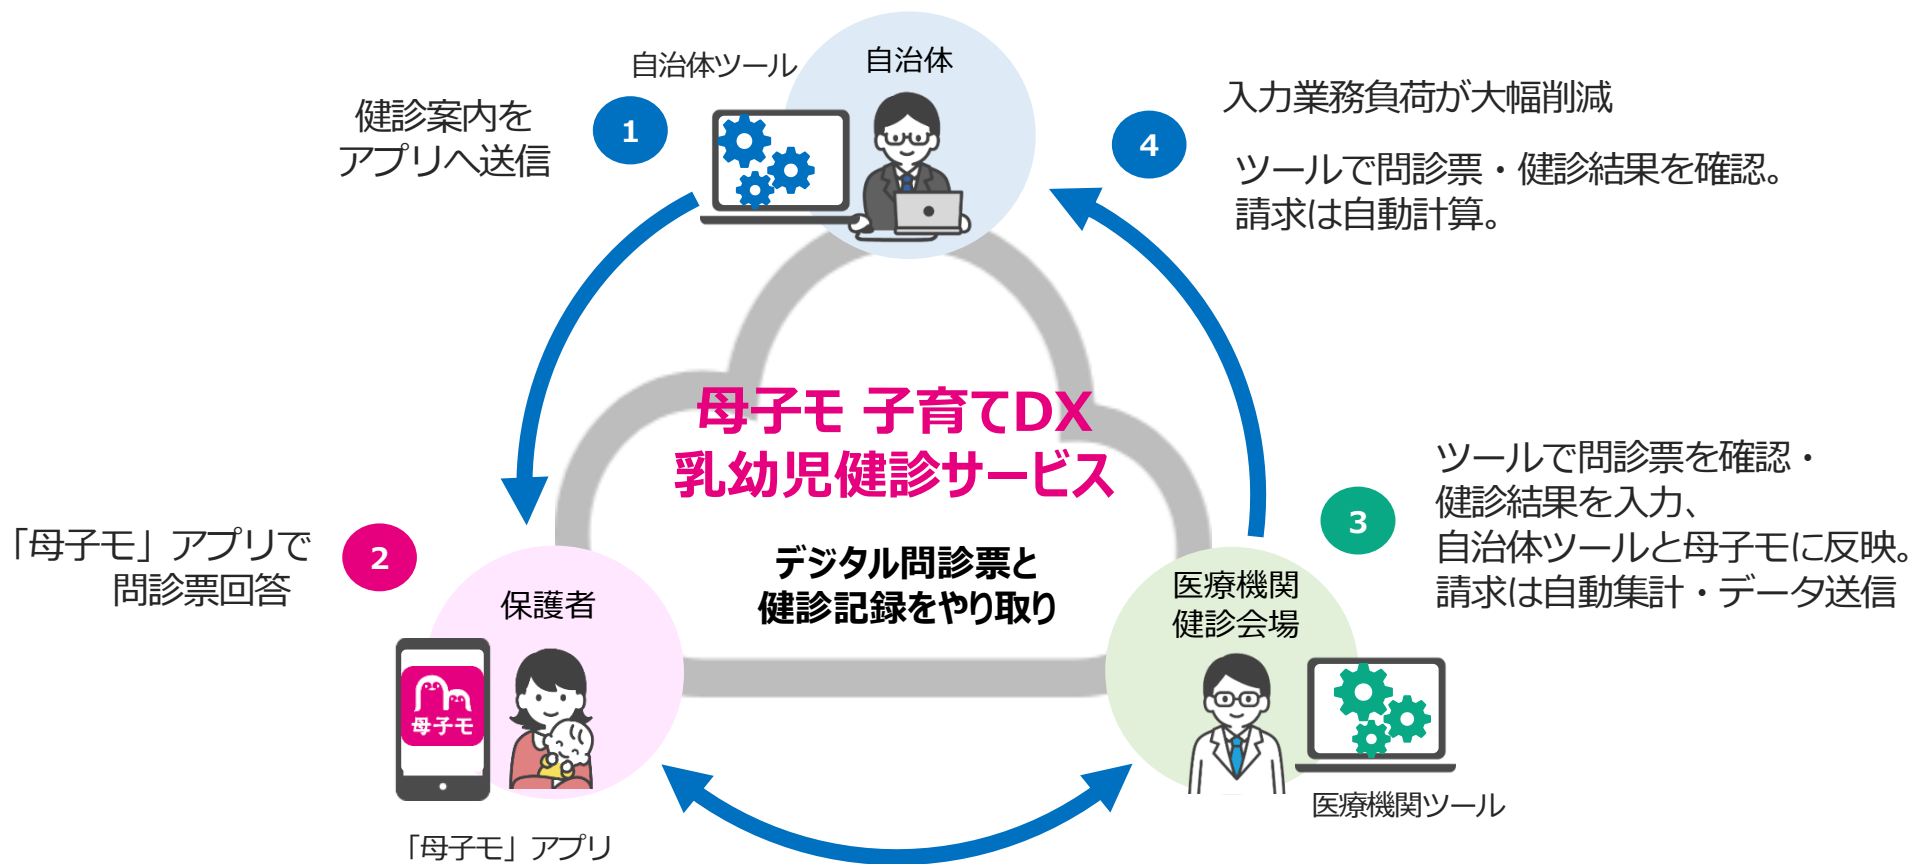 自治体ツール
自治体
健診案内を
アプリへ送信
1
4
入力業務負荷が大幅削減
ツールで問診票・健診結果を確認。
請求は自動計算。
母子モ 子育てDX
乳幼児健診サービス
デジタル問診票と
健診記録をやり取り
「母子モ」アプリで
問診票回答
2
保護者
母子モ
「母子モ」アプリ
医療機関
健診会場
3
ツールで問診票を確認・
健診結果を入力、
自治体ツールと母子モに反映。
請求は自動集計・データ送信
医療機関ツール